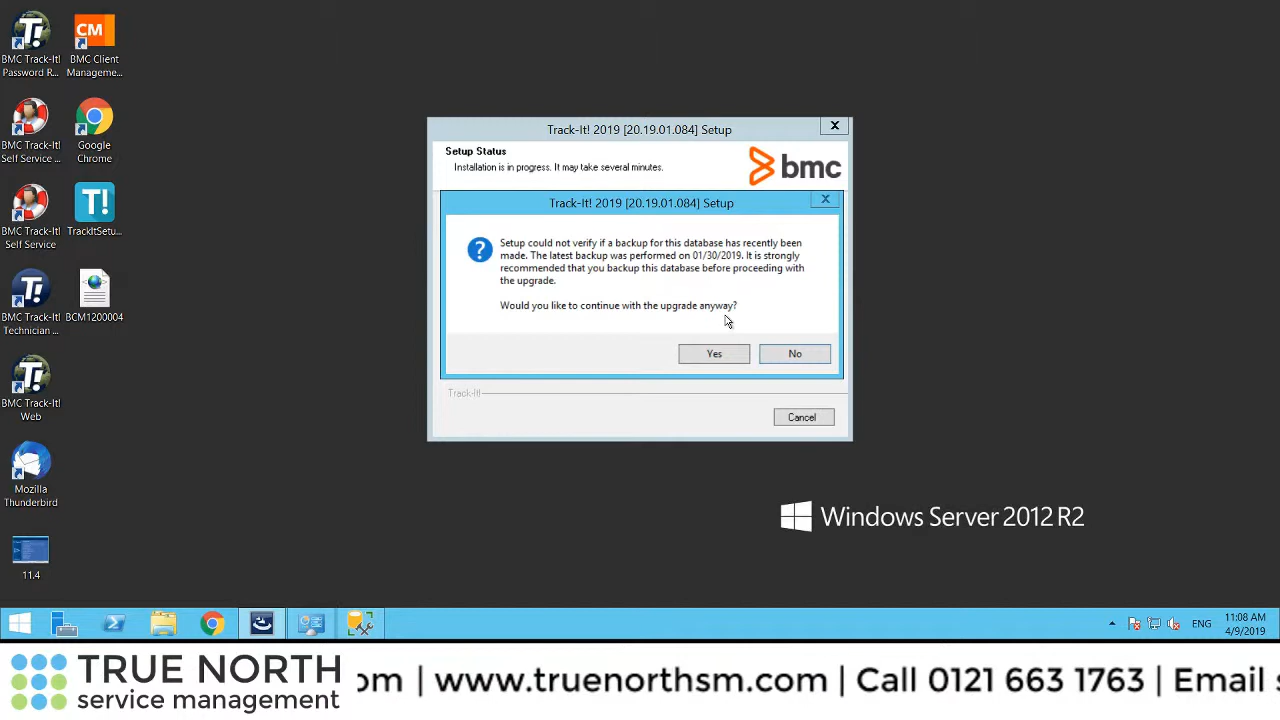 BMC Track-It!
Password R...
CM
BMC Client
Manageme...
BMC Track-It!
Self Service ...
Google
Chrome
BMC Track-It!
Self Service
T!
TrackItSetu...
T!
BMC Track-It!
Technician ...
BCM1200004
BMC Track-It!
Web
Mozilla
Thunderbird
11.4
Track-It! 2019 [20.19.01.084] Setup
X
Setup Status
Installation is in progress. It may take several minutes.
bmc
Track-It! 2019 [20.19.01.084] Setup
X
?
Setup could not verify if a backup for this database has recently been
made. The latest backup was performed on 01/30/2019. It is strongly
recommended that you backup this database before proceeding with
the upgrade.
Would you like to continue with the upgrade anyway?
Yes
No
Track-It!
Cancel
Windows Server 2012 R2
ENG
11:08 AM
4/9/2019
TRUE NORTH
service management
om | www.truenorthsm.com | Call 0121 663 1763 | Email s